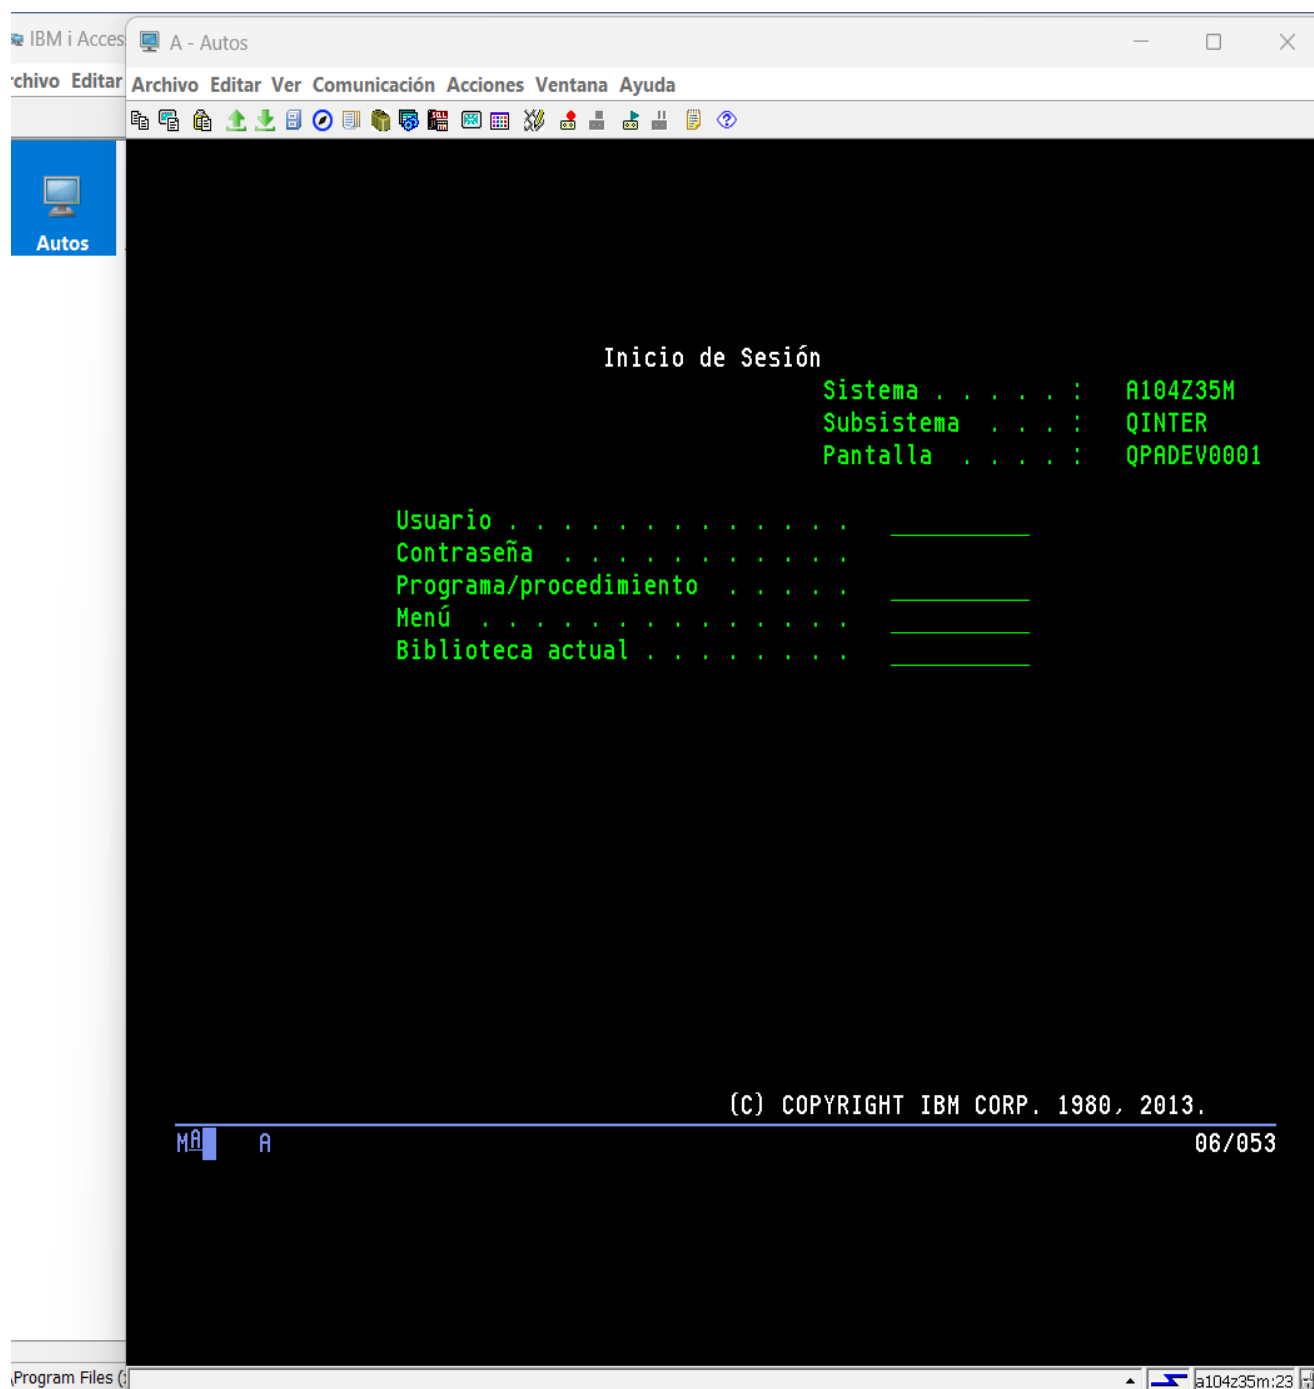 IBM i Acces
A - Autos
chivo Editar
Archivo Editar Ver Comunicación Acciones Ventana Ayuda
Autos
Inicio de Sesión
Sistema . . . . . : A104Z35M
Subsistema . . . : QINTER
Pantalla . . . . : QPADEV0001
Usuario . . . . . . . . . . . . .
Contraseña . . . . . . . . . . .
Programa/procedimiento . . . . .
Menú . . . . . . . . . . . . . .
Biblioteca actual . . . . . . . .
(C) COPYRIGHT IBM CORP. 1980, 2013.
MA A 06/053
\Program Files (
a104z35m:23